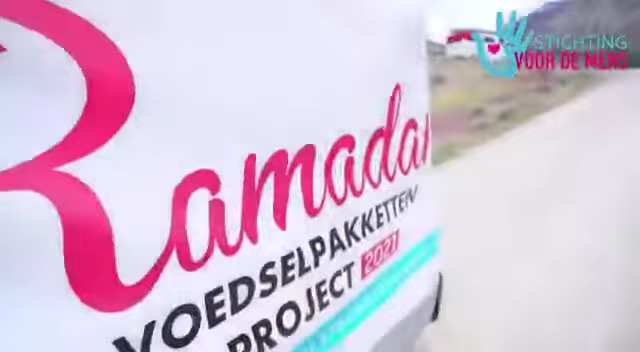 STICHTING
VOOR DE MENS
Ramadan
VOEDSELPAKKETTEN
PROJECT 2021